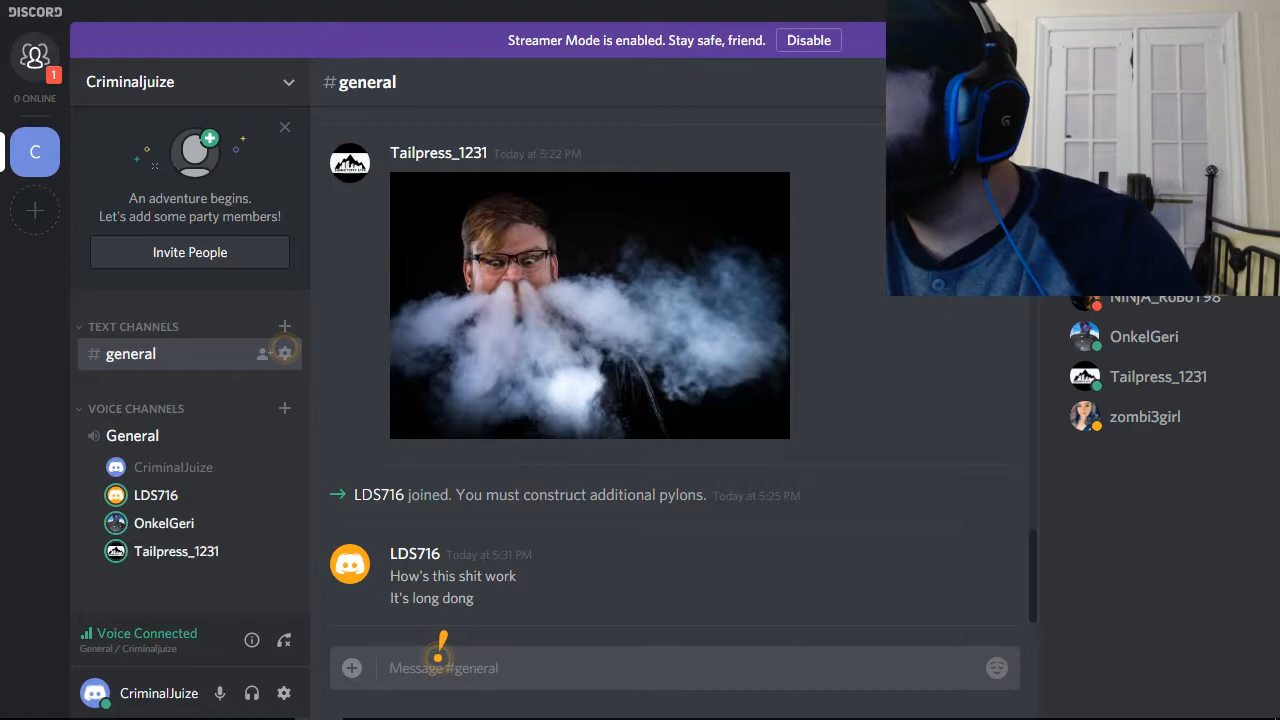 DISCORD
Streamer Mode is enabled. Stay safe, friend.
Disable
1
0 ONLINE
C
Criminaljuize
# general
An adventure begins.
Let's add some party members!
Invite People
TEXT CHANNELS
# general
VOICE CHANNELS
General
CriminalJuize
LDS716
OnkelGeri
Tailpress_1231
Voice Connected
General / Criminaljuize
CriminalJuize
Tailpress_1231 Today at 5:22 PM
LDS716 joined. You must construct additional pylons. Today at 5:25 PM
LDS716 Today at 5:31 PM
How's this shit work
It's long dong
Message #general
G
OnkelGeri
Tailpress_1231
zombi3girl